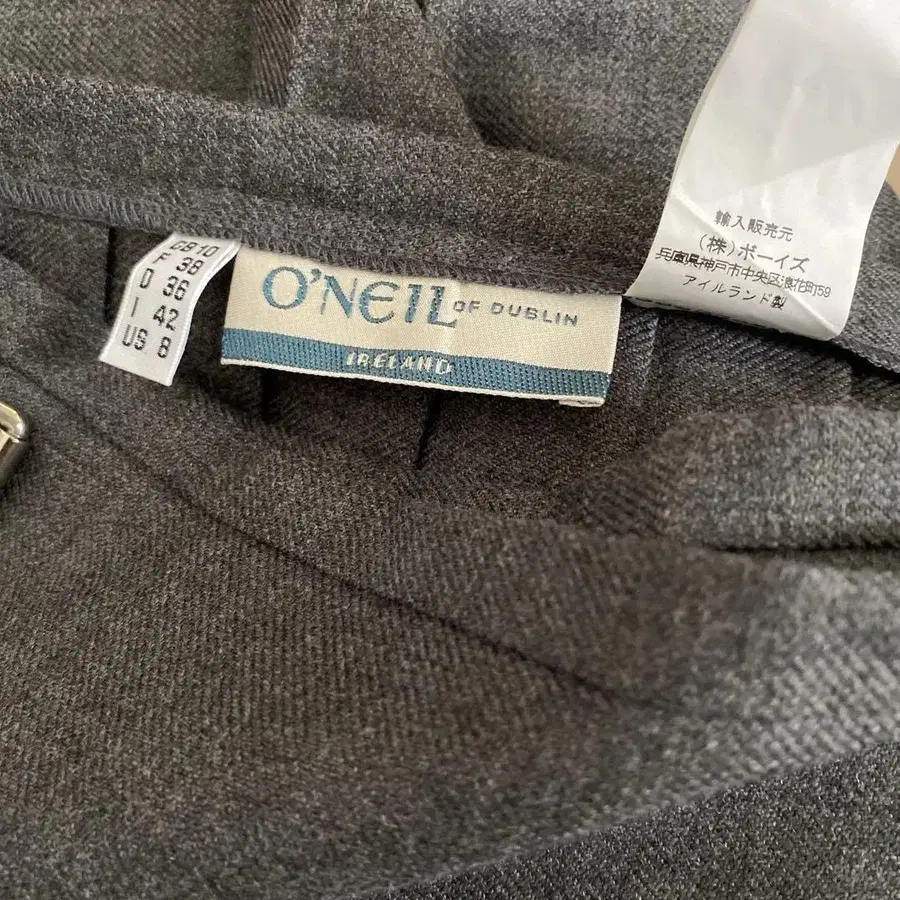 GB 10
F 38
D 36
I 42
US 8
O'NEIL OF DUBLIN
IRELAND
輸入販売元
(株)ボーイズ
兵庫県神戸市中央区浪花町59
アイルランド製